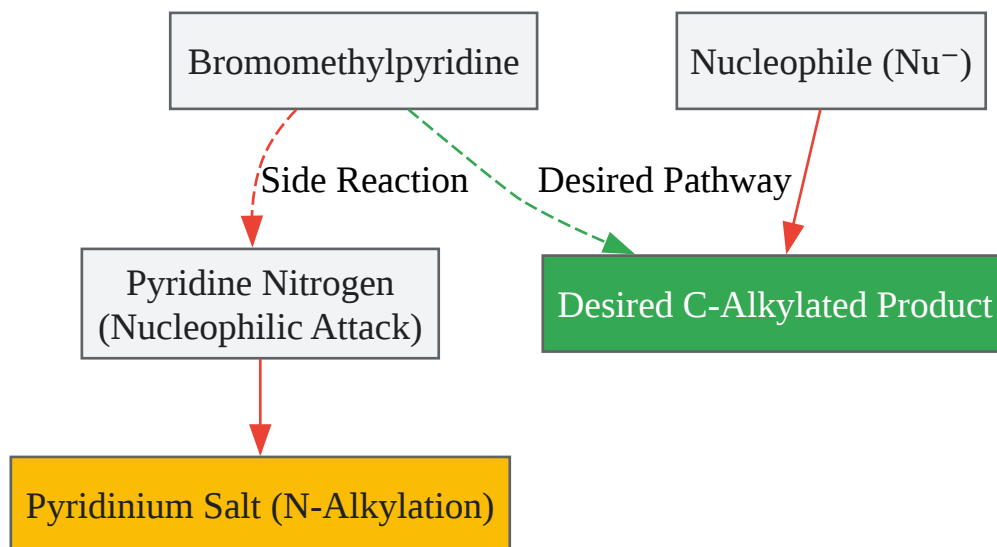 Bromomethylpyridine
Nucleophile (Nu⁻)
Side Reaction
Desired Pathway
Pyridine Nitrogen
(Nucleophilic Attack)
Desired C-Alkylated Product
Pyridinium Salt (N-Alkylation)